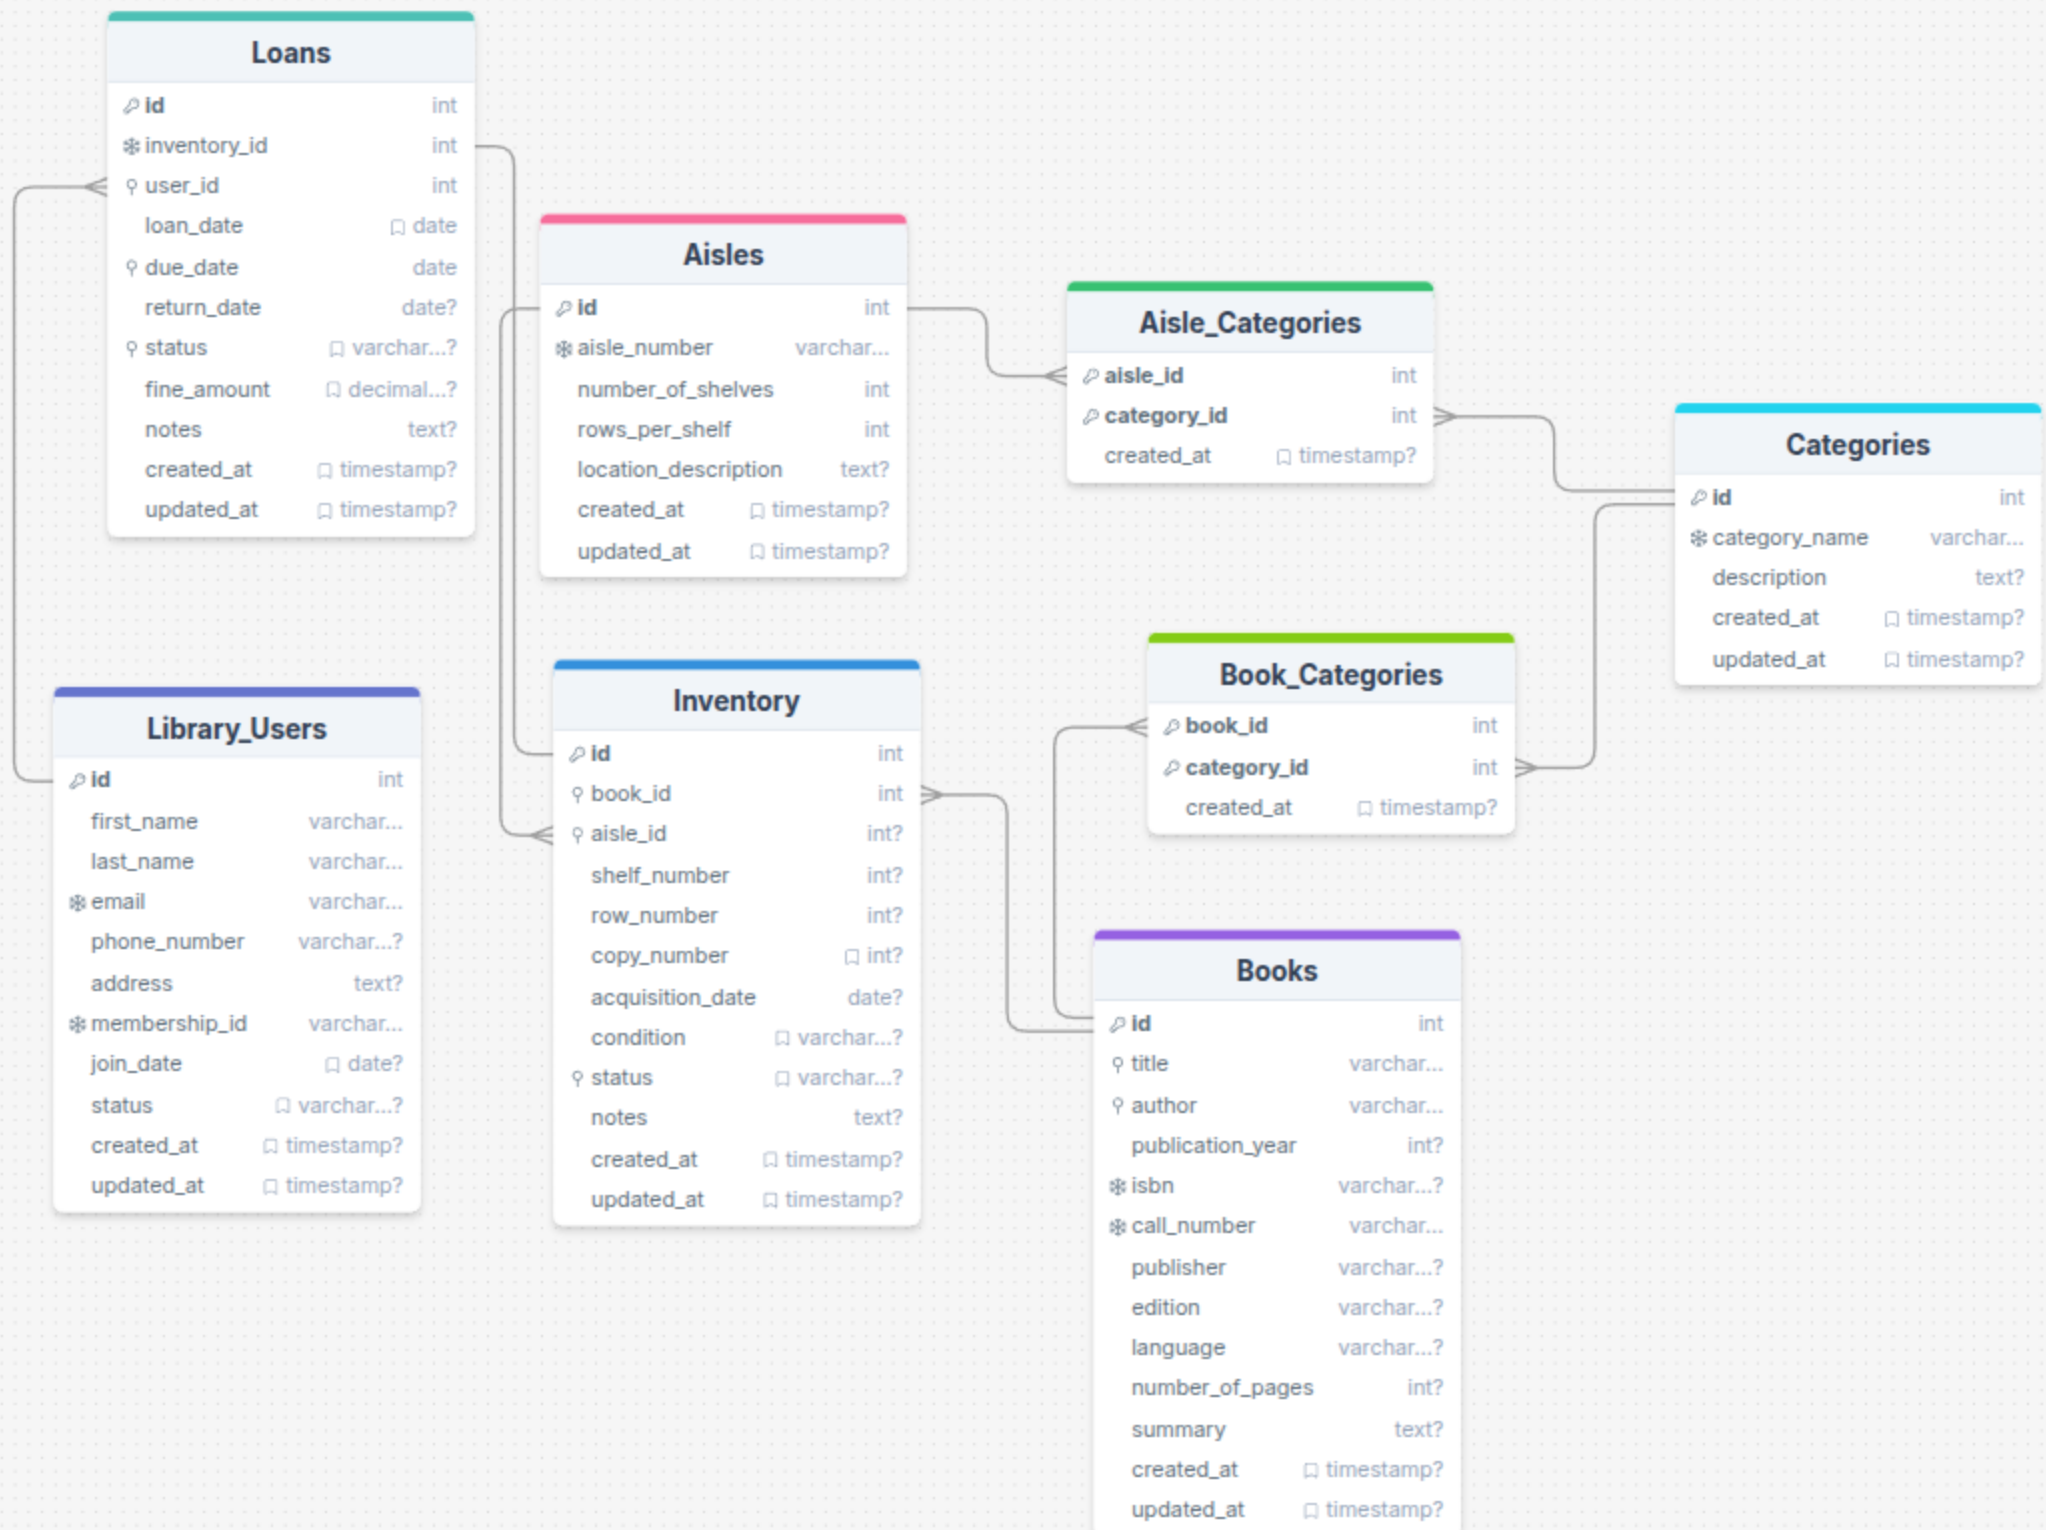 Loans
id int
inventory_id int
user_id int
loan_date date
due_date date
return_date date?
status varchar...?
fine_amount decimal...?
notes text?
created_at timestamp?
updated_at timestamp?
Aisles
id int
aisle_number varchar...
number_of_shelves int
rows_per_shelf int
location_description text?
created_at timestamp?
updated_at timestamp?
Aisle_Categories
aisle_id int
category_id int
created_at timestamp?
Categories
id int
category_name varchar...
description text?
created_at timestamp?
updated_at timestamp?
Library_Users
id int
first_name varchar...
last_name varchar...
email varchar...
phone_number varchar...?
address text?
membership_id varchar...
join_date date?
status varchar...?
created_at timestamp?
updated_at timestamp?
Inventory
id int
book_id int
aisle_id int?
shelf_number int?
row_number int?
copy_number int?
acquisition_date date?
condition varchar...?
status varchar...?
notes text?
created_at timestamp?
updated_at timestamp?
Book_Categories
book_id int
category_id int
created_at timestamp?
Books
id int
title varchar...
author varchar...
publication_year int?
isbn varchar...?
call_number varchar...
publisher varchar...?
edition varchar...?
language varchar...?
number_of_pages int?
summary text?
created_at timestamp?
updated_at timestamp?